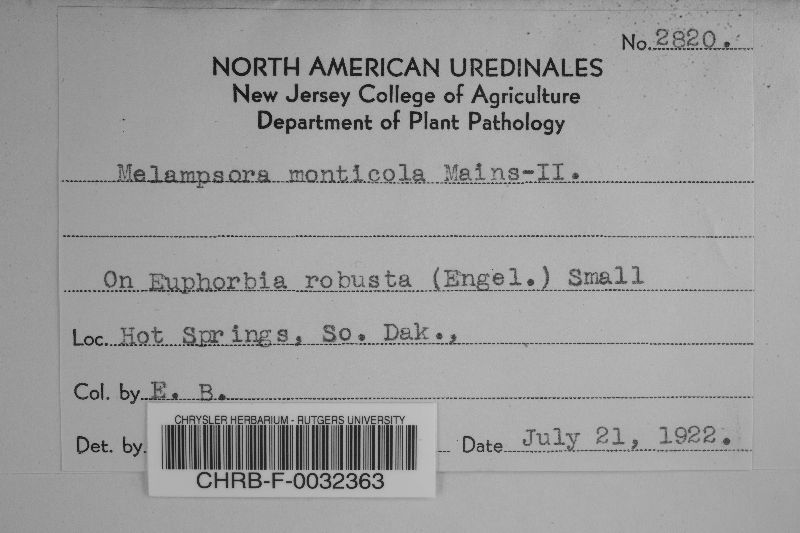 No. 2820.
NORTH AMERICAN UREDINALES
New Jersey College of Agriculture
Department of Plant Pathology
Melampsora monticola Mains-II.
On Euphorbia robusta (Engel.) Small
Loc. Hot Springs, So. Dak.,
Col. by E. B.
CHRYSLER HERBARIUM - RUTGERS UNIVERSITY
Det. by. Date July 21, 1922.
CHRB-F-0032363